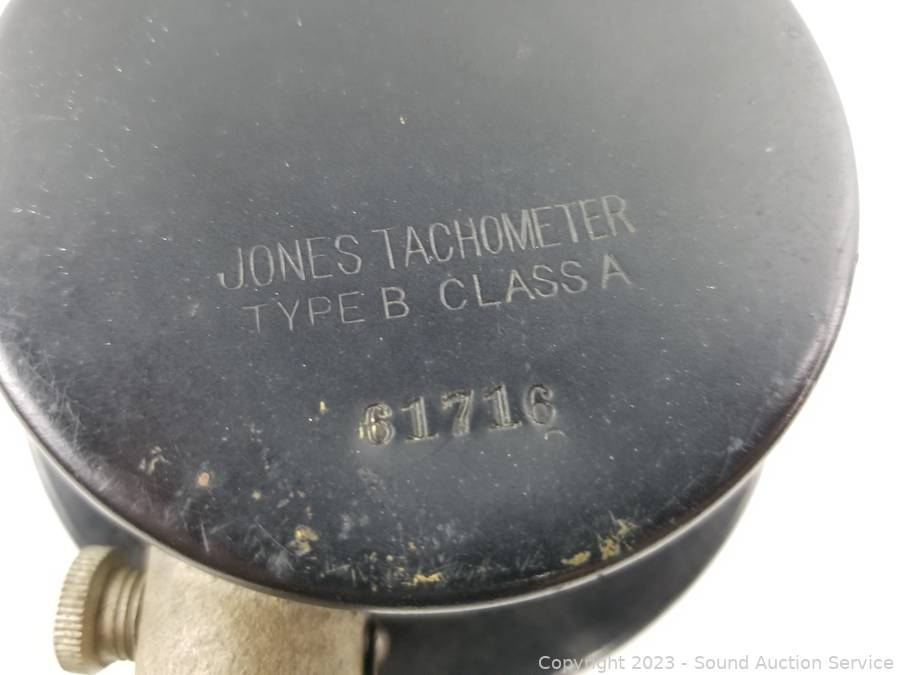 JONES TACHOMETER
TYPE B CLASS A
61716
Copyright 2023 - Sound Auction Service